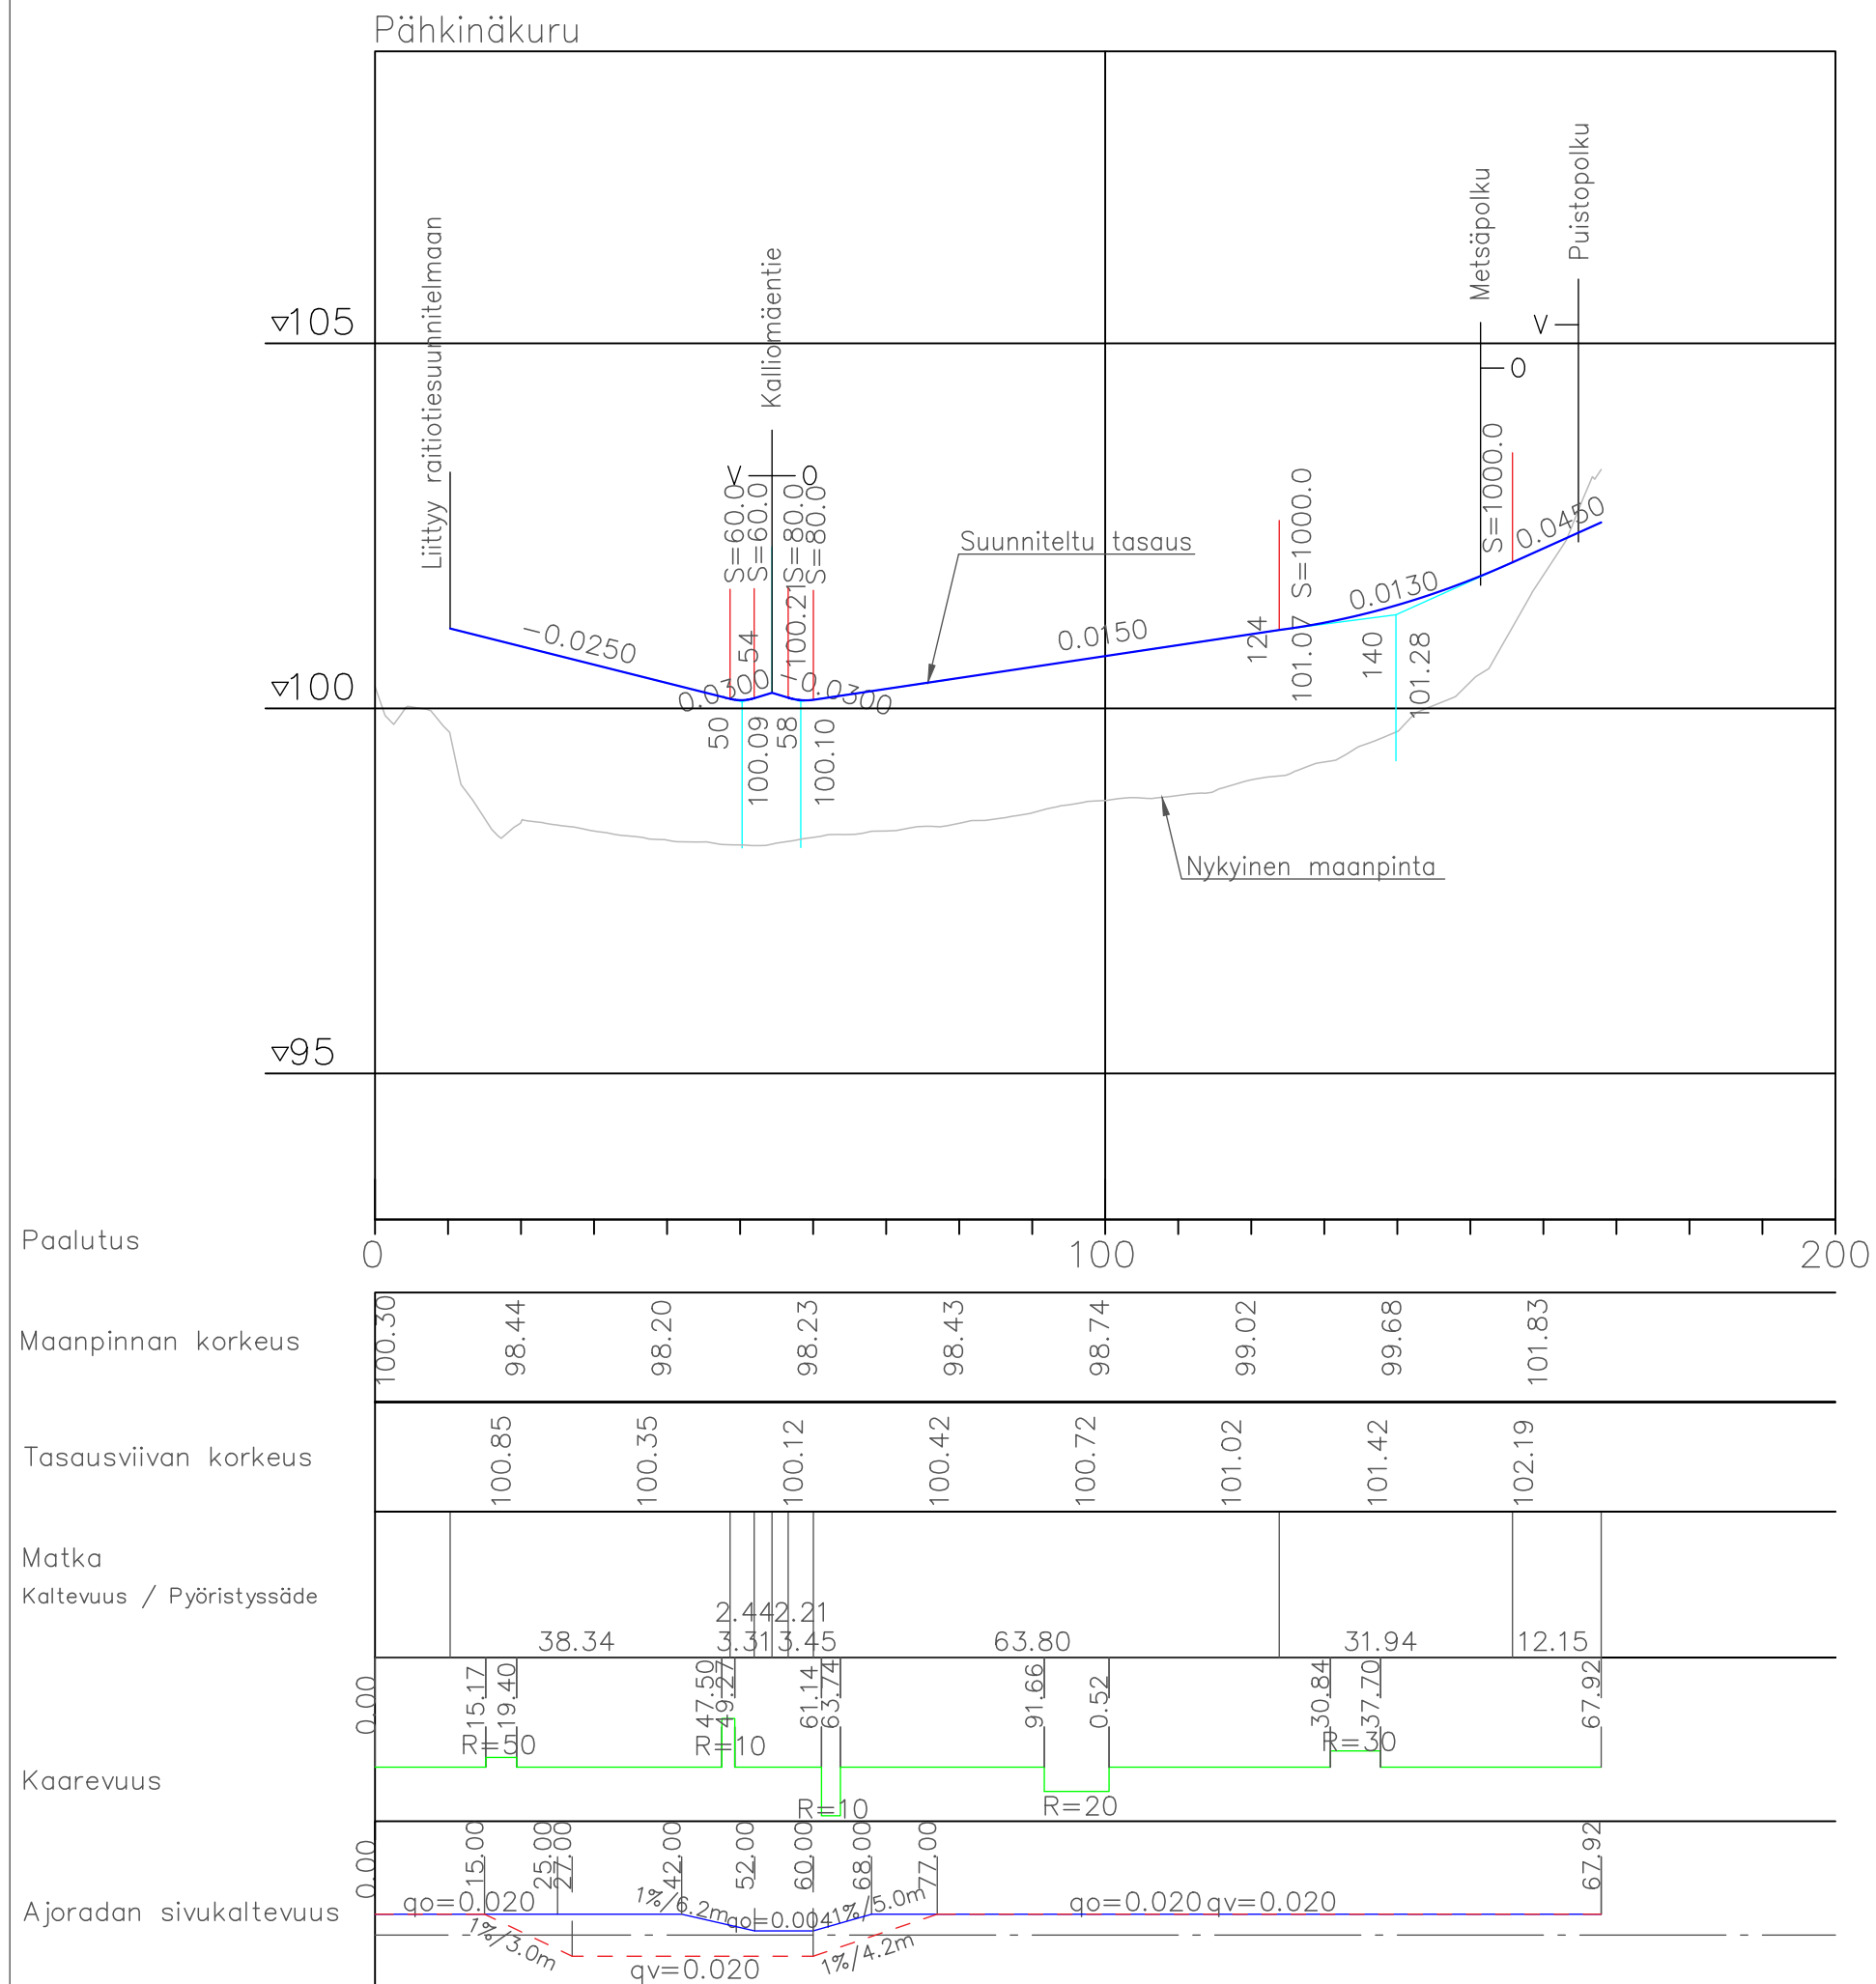 Pähkinäkuru
Liittyy raitiotiesuunnitelmaan
Kalliomäentie
Metsäpolku
Puistopolku
▽105
V
O
V
O
S=60.0
S=60.0
S=80.0
S=80.0
S=1000.0
S=1000.0
Suunniteltu tasaus
-0.0250
0.0300
54
100.21
-0.0300
0.0150
124
101.07
0.0130
0.0450
140
101.28
▽100
50
100.09
58
100.10
Nykyinen maanpinta
▽95
Paalutus
0
100
200
Maanpinnan korkeus
100.30
98.44
98.20
98.23
98.43
98.74
99.02
99.68
101.83
Tasausviivan korkeus
100.85
100.35
100.12
100.42
100.72
101.02
101.42
102.19
Matka
Kaltevuus / Pyöristyssäde
38.34
3.31
2.44
2.21
3.45
63.80
31.94
12.15
Kaarevuus
0.00
15.17
19.40
47.50
49.27
61.14
63.74
91.66
0.52
30.84
37.70
67.92
R=50
R=10
R=10
R=20
R=30
Ajoradan sivukaltevuus
0.00
15.00
25.00
27.00
42.00
52.00
60.00
68.00
77.00
67.92
qo=0.020
1%/3.0m
1%/6.2m
qo=0.004
1%/5.0m
qv=0.020
1%/4.2m
qo=0.020
qv=0.020